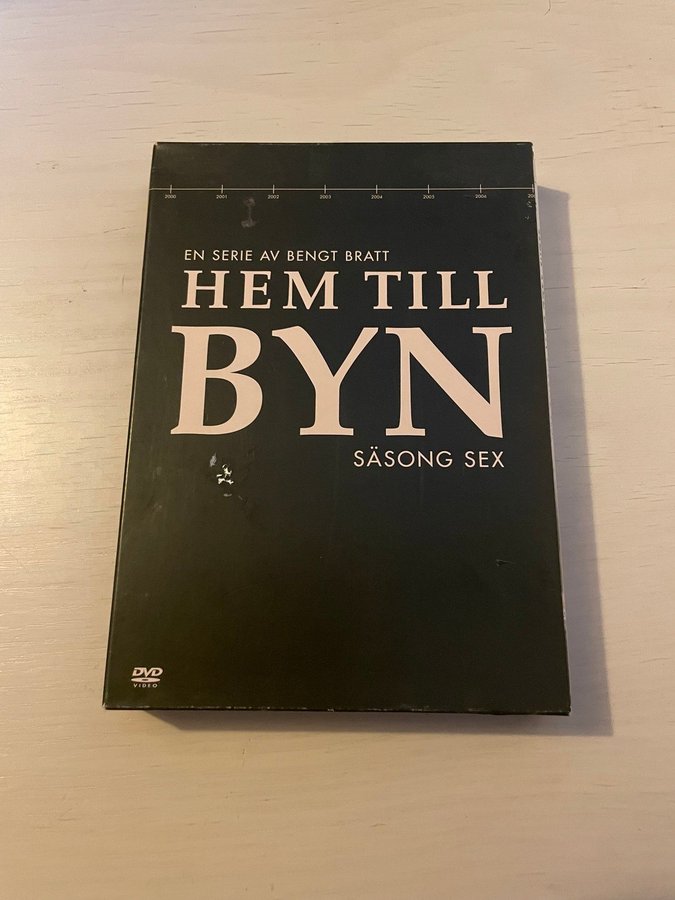 2000 2001 2002 2003 2004 2005 2006
EN SERIE AV BENGT BRATT
HEM TILL
BYN
SÄSONG SEX
DVD
VIDEO